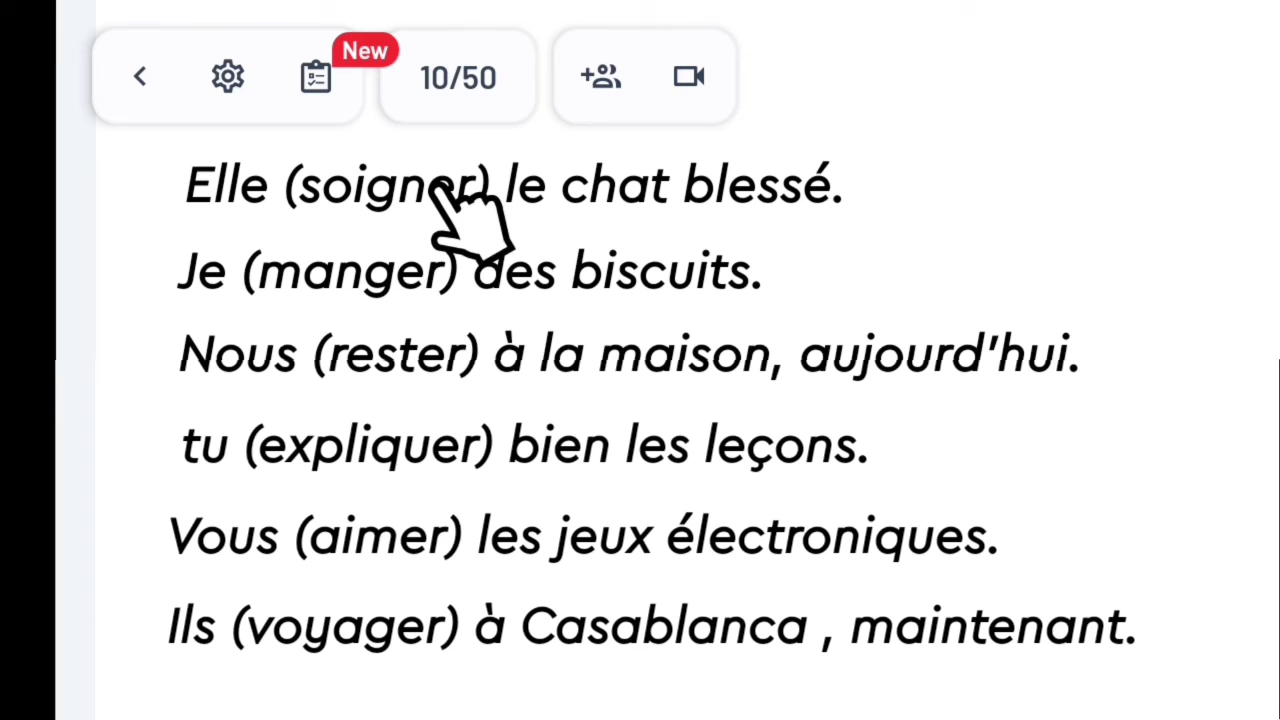 New
10/50
Elle (soigner) le chat blessé.
Je (manger) des biscuits.
Nous (rester) à la maison, aujourd'hui.
tu (expliquer) bien les leçons.
Vous (aimer) les jeux électroniques.
Ils (voyager) à Casablanca , maintenant.